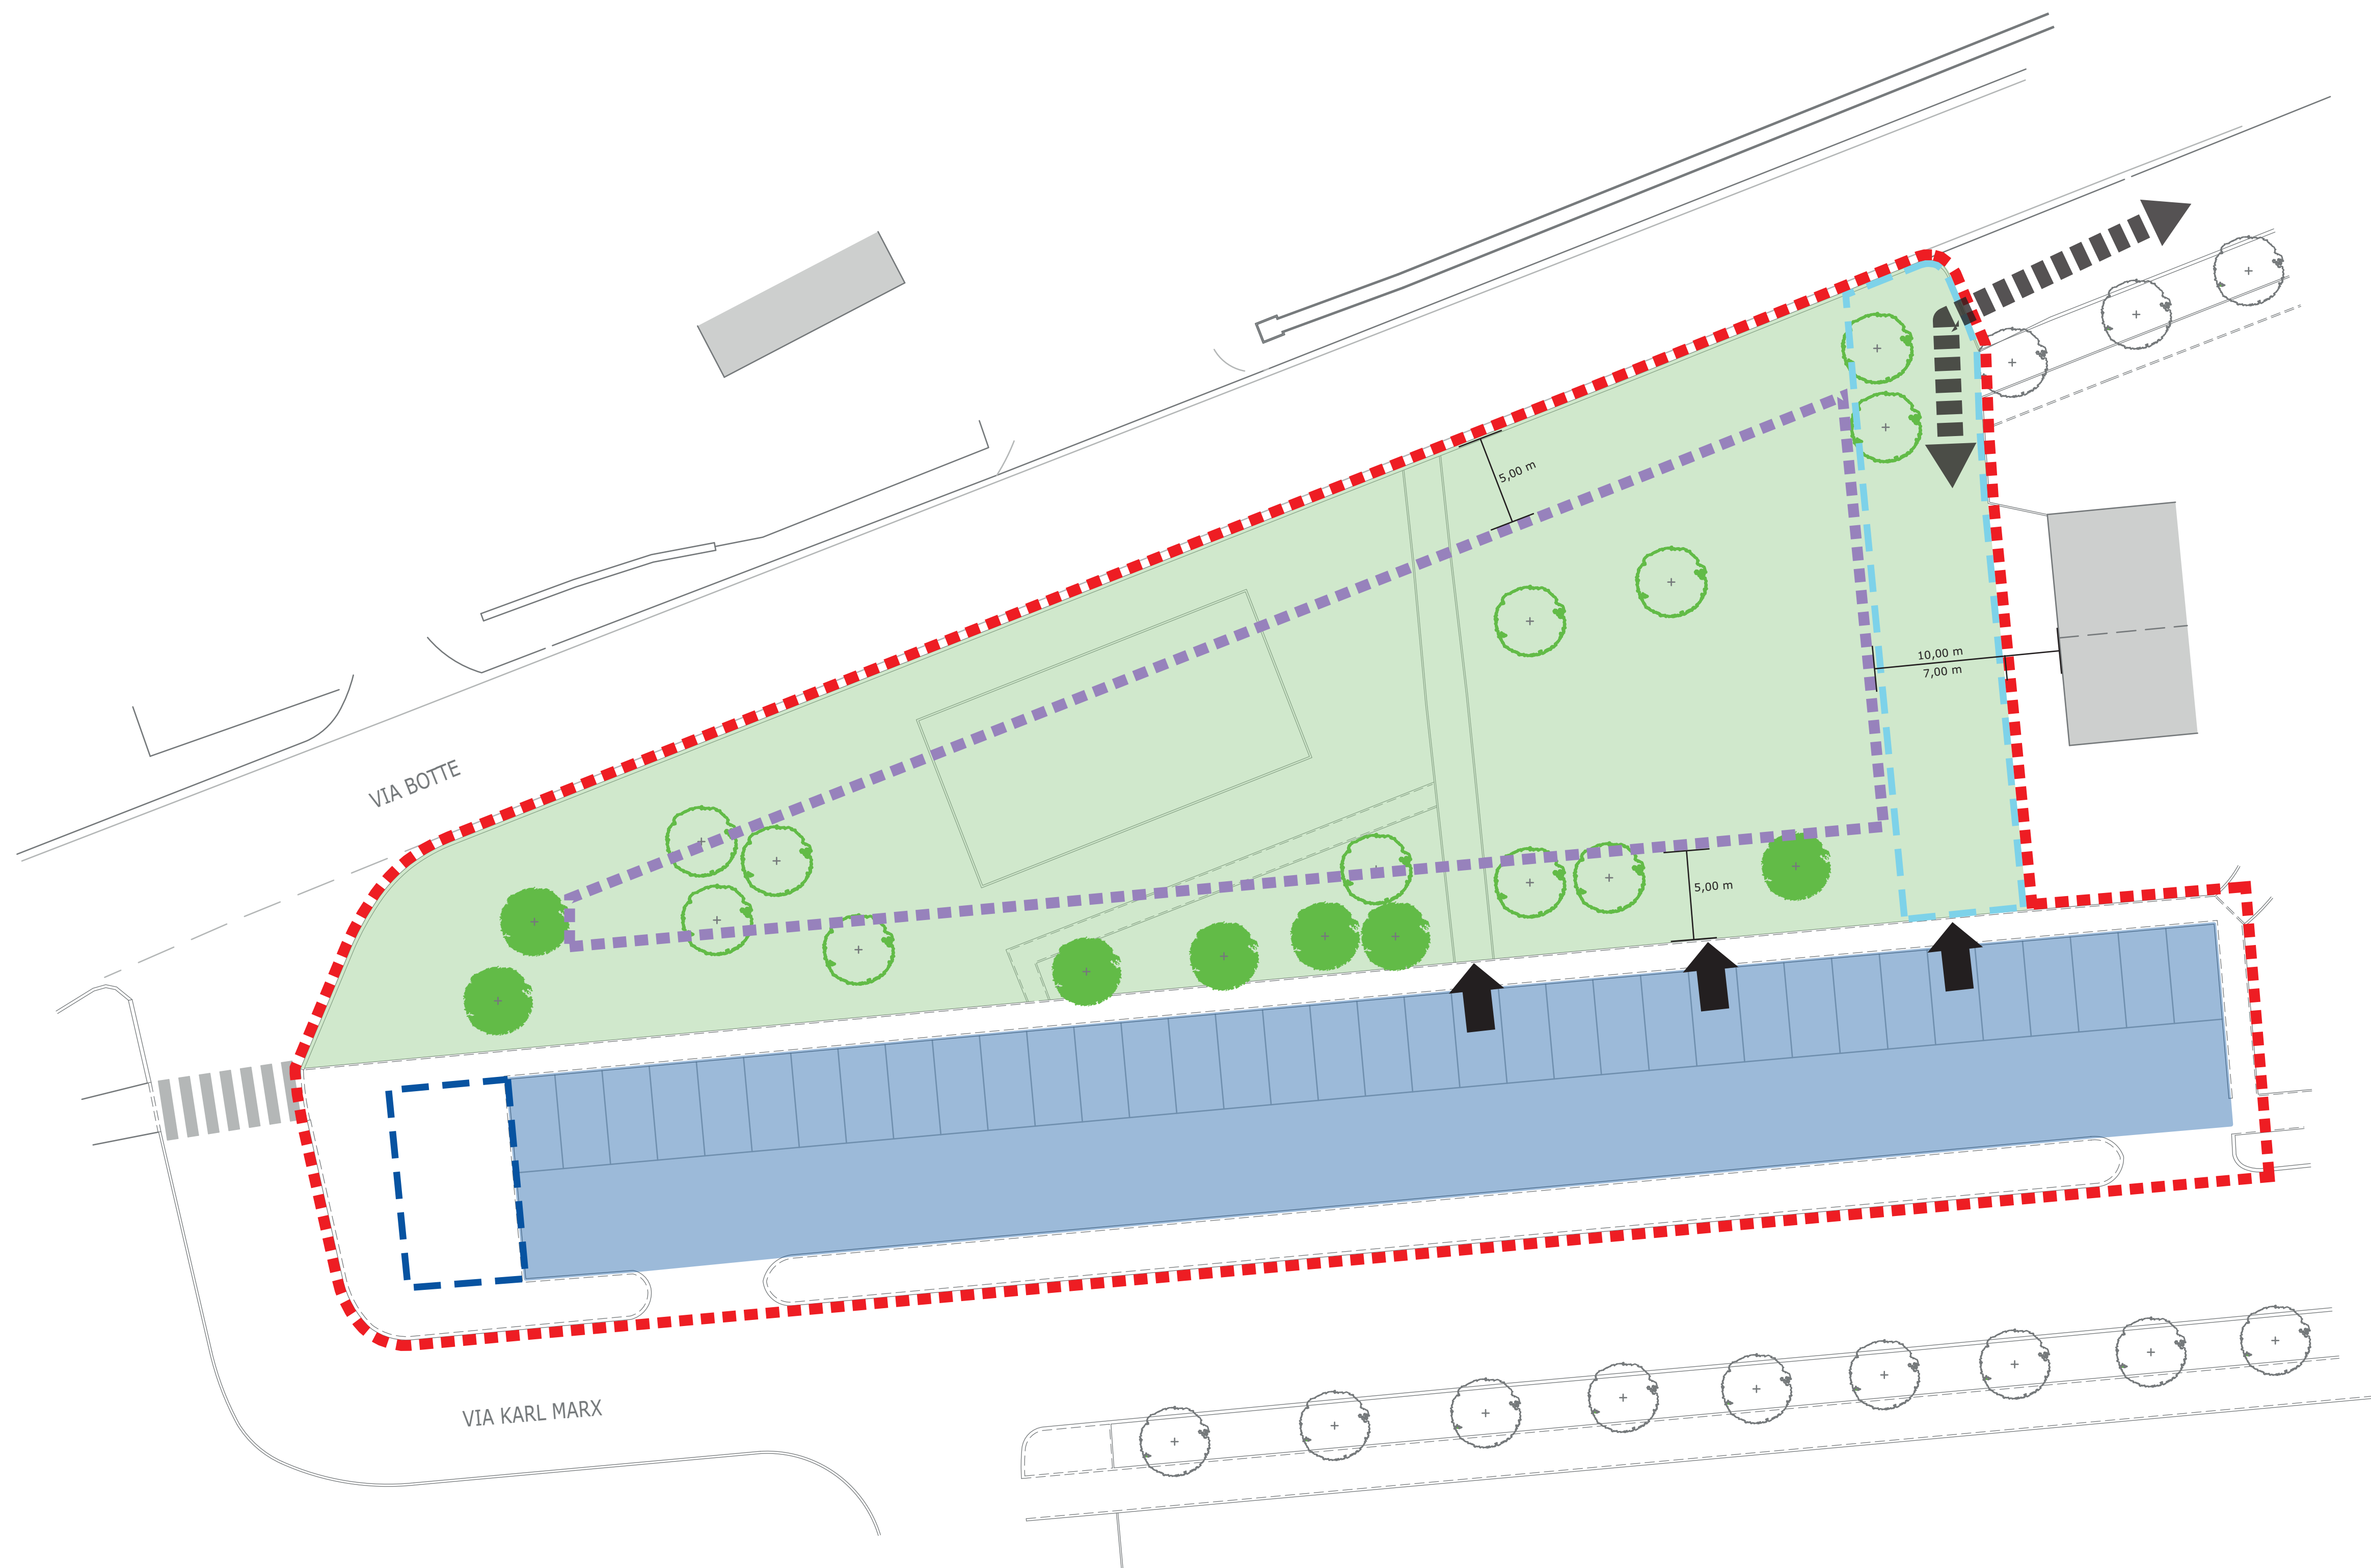 5,00 m
10,00 m
7,00 m
VIA BOTTE
5,00 m
VIA KARL MARX